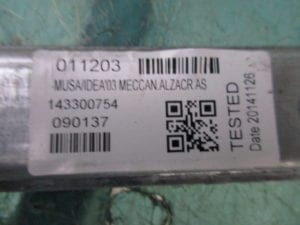 011203
-MUSA/IDEA'03 MECCAN.ALZACR AS
143300754
090137
TESTED
Date 20141126